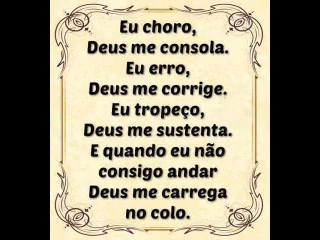 Eu choro,
Deus me consola.
Eu erro,
Deus me corrige.
Eu tropeço,
Deus me sustenta.
E quando eu não
consigo andar
Deus me carrega
no colo.